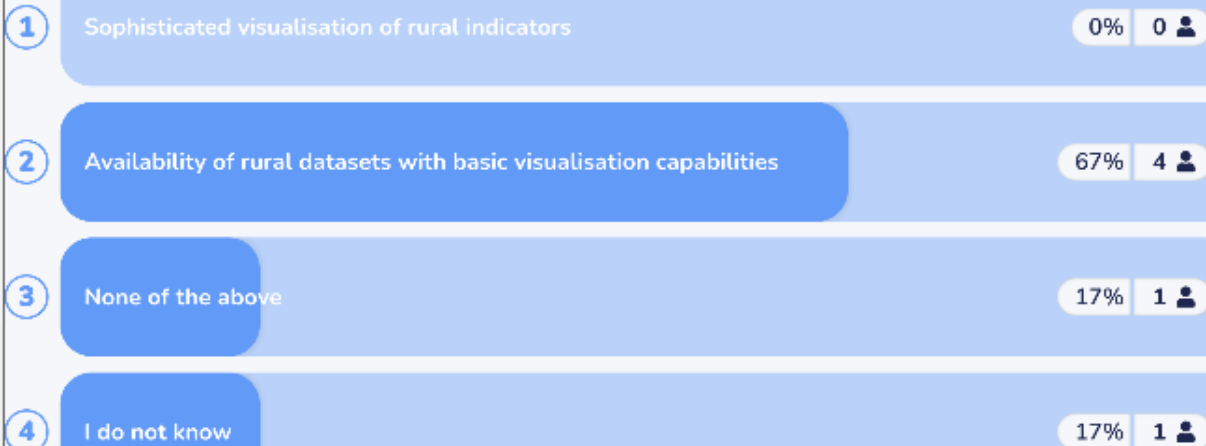 1 Sophisticated visualisation of rural indicators 0% 0
2 Availability of rural datasets with basic visualisation capabilities 67% 4
3 None of the above 17% 1
4 I do not know 17% 1